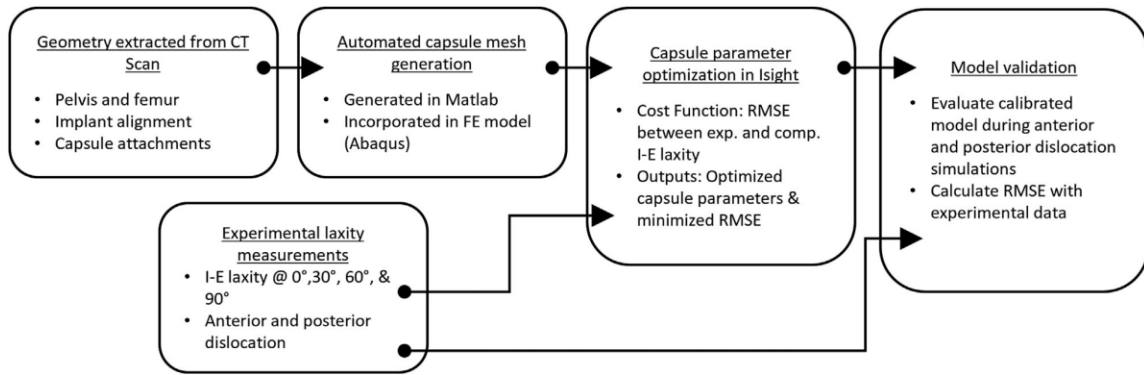 Geometry extracted from CT
Scan
• Pelvis and femur
• Implant alignment
• Capsule attachments
Automated capsule mesh
generation
• Generated in Matlab
• Incorporated in FE model
(Abaqus)
Capsule parameter
optimization in Isight
• Cost Function: RMSE
between exp. and comp.
I-E laxity
• Outputs: Optimized
capsule parameters &
minimized RMSE
Model validation
• Evaluate calibrated
model during anterior
and posterior dislocation
simulations
• Calculate RMSE with
experimental data
Experimental laxity
measurements
• I-E laxity @ 0°,30°, 60°, &
90°
• Anterior and posterior
dislocation